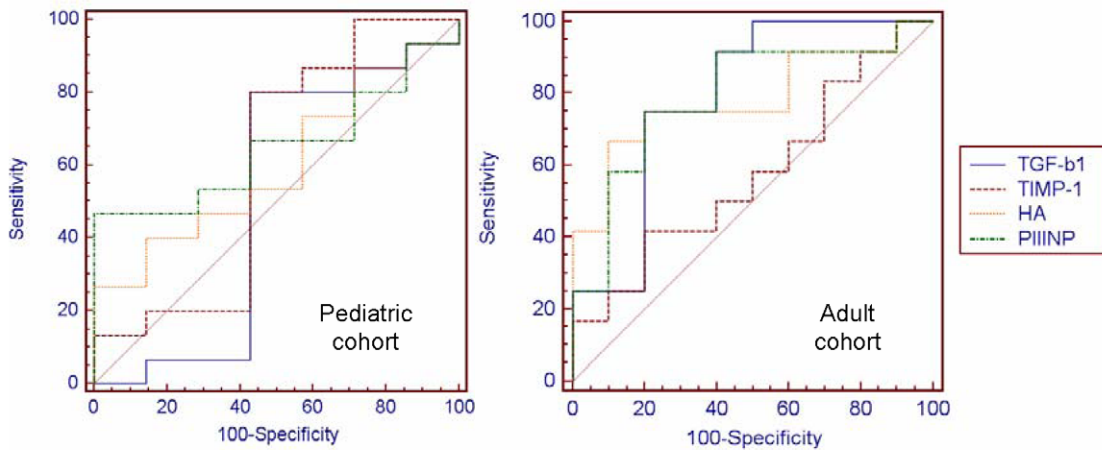 100
80
60
40
20
0
Sensitivity
0 20 40 60 80 100
100-Specificity
Pediatric
cohort
100
80
60
40
20
0
Sensitivity
0 20 40 60 80 100
100-Specificity
Adult
cohort
TGF-b1
TIMP-1
HA
PIIINP